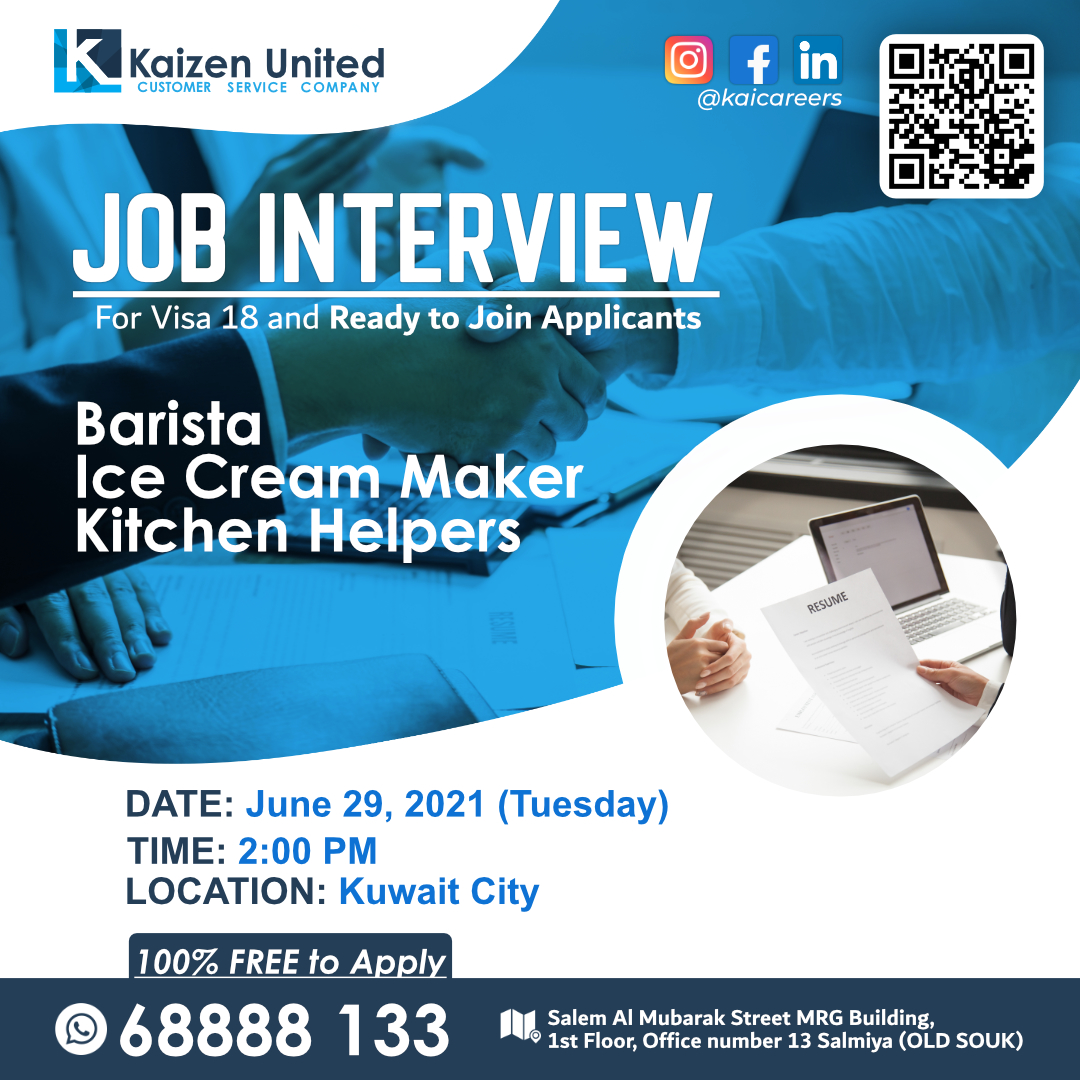 K Kaizen United
CUSTOMER SERVICE COMPANY
@kaicareers
JOB INTERVIEW
For Visa 18 and Ready to Join Applicants
Barista
Ice Cream Maker
Kitchen Helpers
RESUME
RESUME
DATE: June 29, 2021 (Tuesday)
TIME: 2:00 PM
LOCATION: Kuwait City
100% FREE to Apply
68888 133
Salem Al Mubarak Street MRG Building,
1st Floor, Office number 13 Salmiya (OLD SOUK)